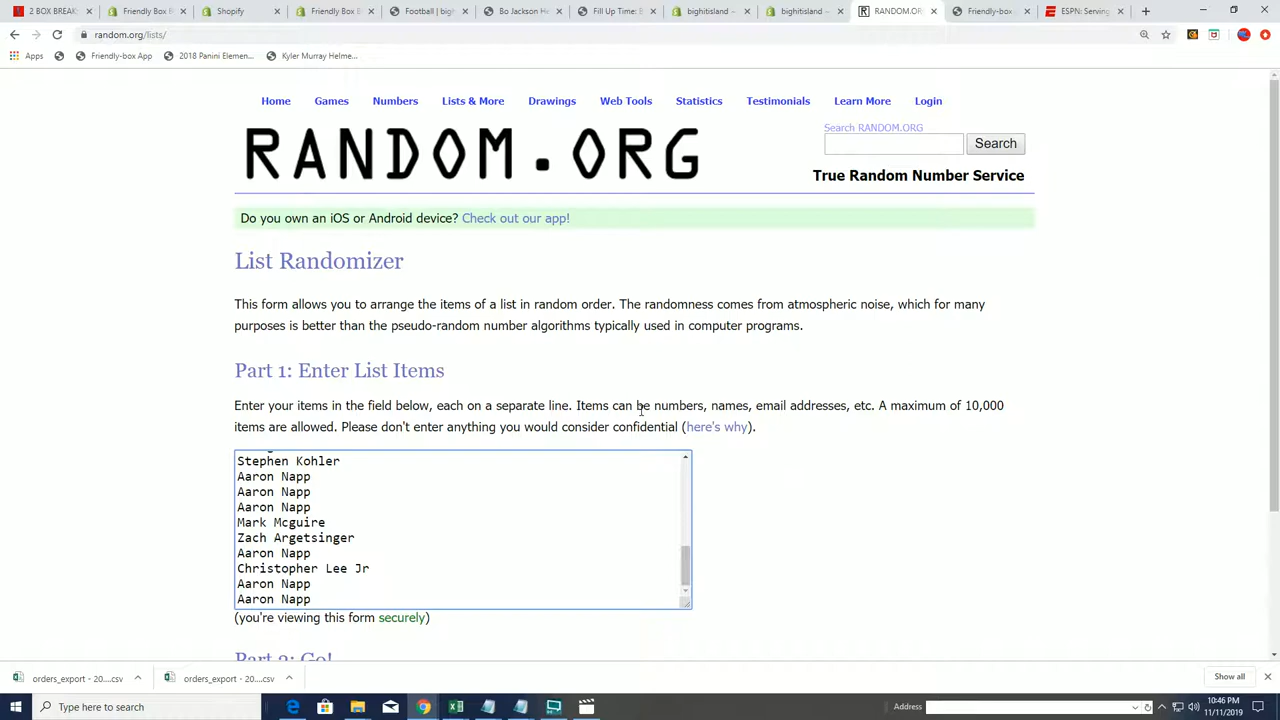 2 BOX BREAK:
Friendly Box B
Shopify
Friendly Box B
Football | bigh
Bo Jackson H
Fill Up Time: B
bighitisland –
bighitisland –
RANDOM.OR
Friendly-box
ESPN: Serving
random.org/lists/
Apps
Friendly-box App
2018 Panini Elemen...
Kyler Murray Helme...
Home
Games
Numbers
Lists & More
Drawings
Web Tools
Statistics
Testimonials
Learn More
Login
RANDOM.ORG
Search RANDOM.ORG
Search
True Random Number Service
Do you own an iOS or Android device? Check out our app!
List Randomizer
This form allows you to arrange the items of a list in random order. The randomness comes from atmospheric noise, which for many
purposes is better than the pseudo-random number algorithms typically used in computer programs.
Part 1: Enter List Items
Enter your items in the field below, each on a separate line. Items can be numbers, names, email addresses, etc. A maximum of 10,000
items are allowed. Please don't enter anything you would consider confidential (here's why).
Stephen Kohler
Aaron Napp
Aaron Napp
Aaron Napp
Mark Mcguire
Zach Argetsinger
Aaron Napp
Christopher Lee Jr
Aaron Napp
Aaron Napp
(you're viewing this form securely)
Part 2: Go!
orders_export - 20....csv
orders_export - 20....csv
Show all
Type here to search
Address
10:46 PM
11/11/2019